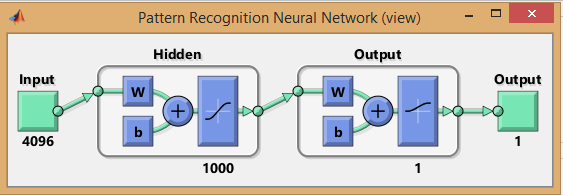 Pattern Recognition Neural Network (view)
Hidden
Output
Input
Output
W
b
W
b
4096
1000
1
1